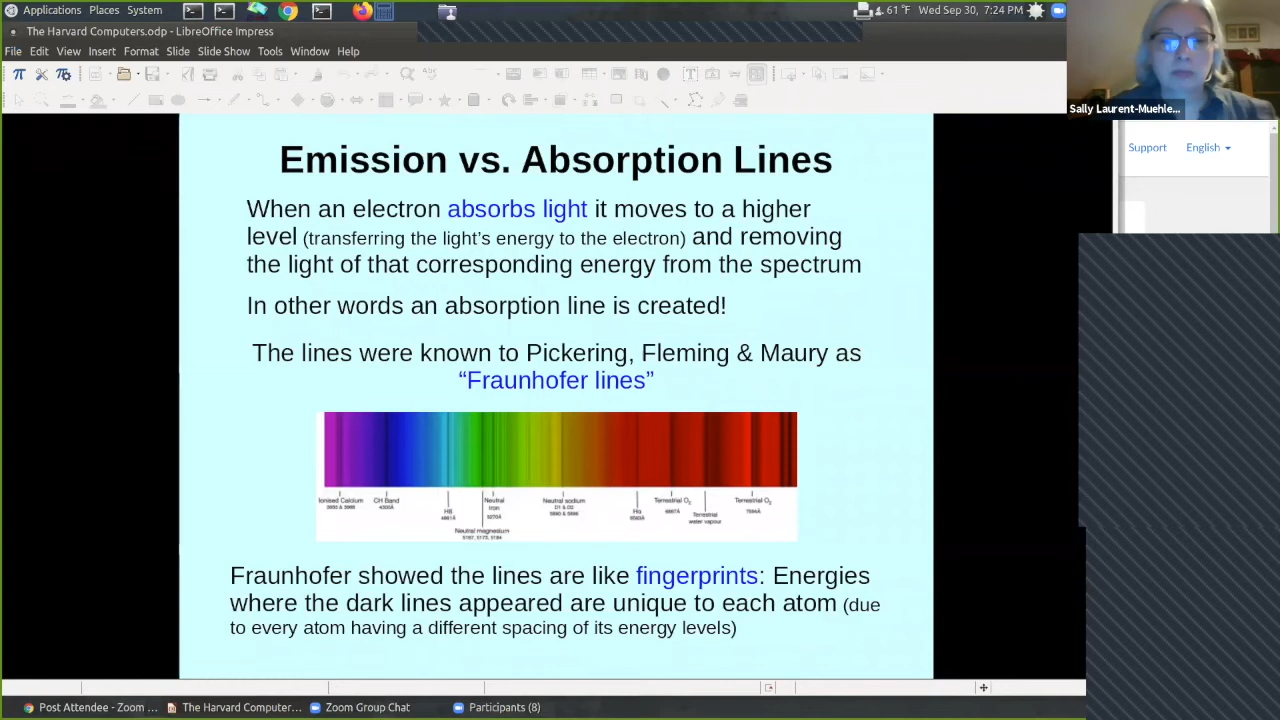 Applications Places System
61 °F Wed Sep 30, 7:24 PM
The Harvard Computers.odp - LibreOffice Impress
File Edit View Insert Format Slide Slide Show Tools Window Help
Sally Laurent-Muehle...
Support English
Emission vs. Absorption Lines
When an electron absorbs light it moves to a higher
level (transferring the light’s energy to the electron) and removing
the light of that corresponding energy from the spectrum
In other words an absorption line is created!
The lines were known to Pickering, Fleming & Maury as
“Fraunhofer lines”
Ionised Calcium CH Band Neutral Neutral sodium Terrestrial O₂ Terrestrial O₂
Hβ Iron D1 & D2 Hα Terrestrial
Neutral magnesium water vapour
Fraunhofer showed the lines are like fingerprints: Energies
where the dark lines appeared are unique to each atom (due
to every atom having a different spacing of its energy levels)
Post Attendee - Zoom ... The Harvard Computer... Zoom Group Chat Participants (8)